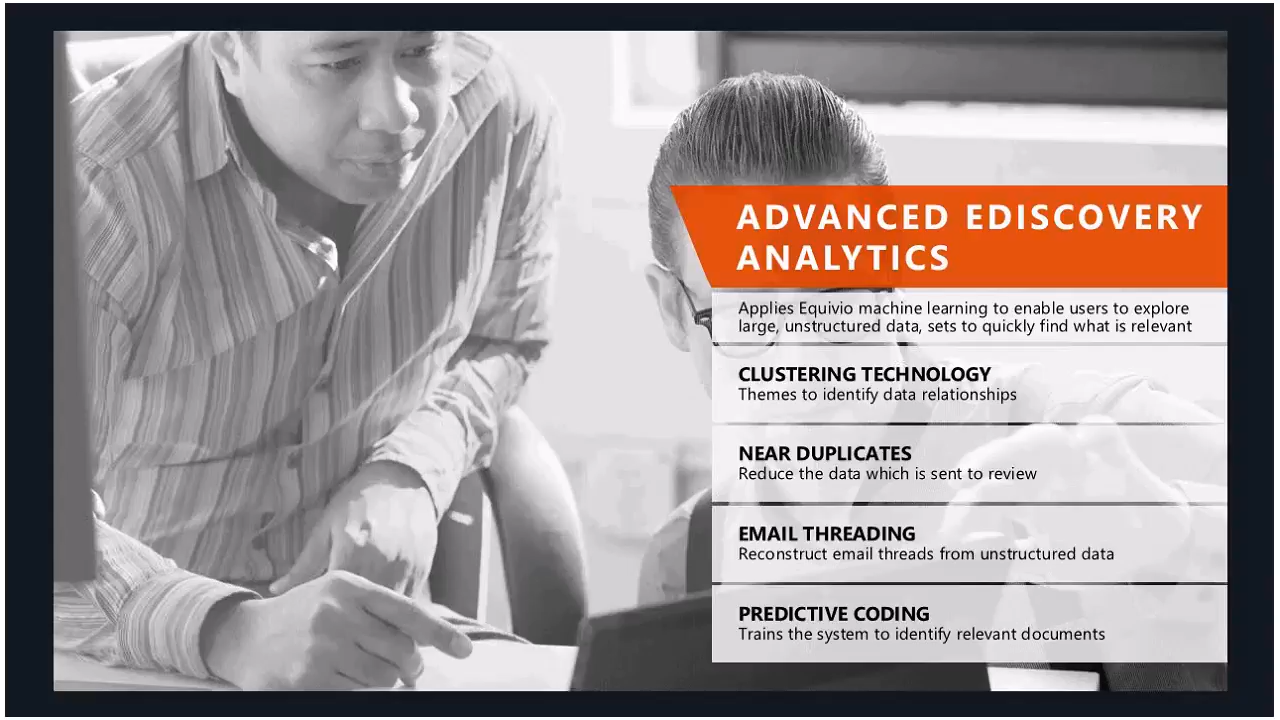 ADVANCED EDISCOVERY
ANALYTICS
Applies Equivio machine learning to enable users to explore
large, unstructured data, sets to quickly find what is relevant
CLUSTERING TECHNOLOGY
Themes to identify data relationships
NEAR DUPLICATES
Reduce the data which is sent to review
EMAIL THREADING
Reconstruct email threads from unstructured data
PREDICTIVE CODING
Trains the system to identify relevant documents